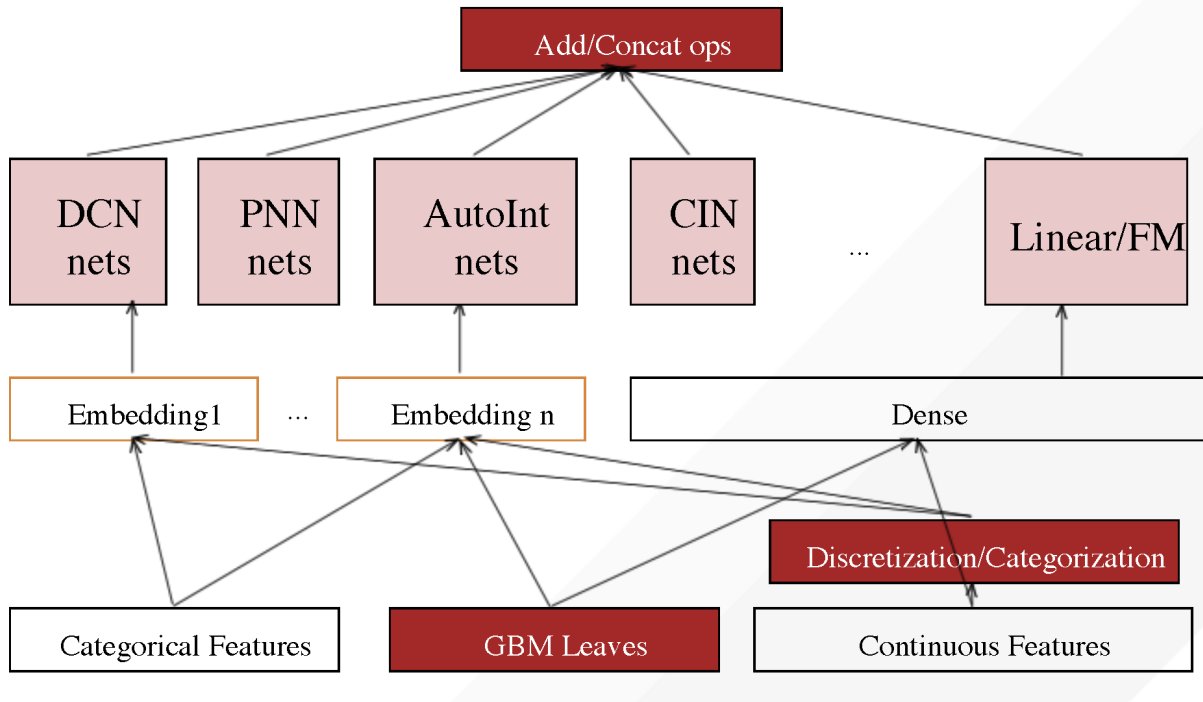 Add/Concat ops
DCN
nets
PNN
nets
AutoInt
nets
CIN
nets
...
Linear/FM
Embedding1
...
Embedding n
Dense
Discretization/Categorization
Categorical Features
GBM Leaves
Continuous Features